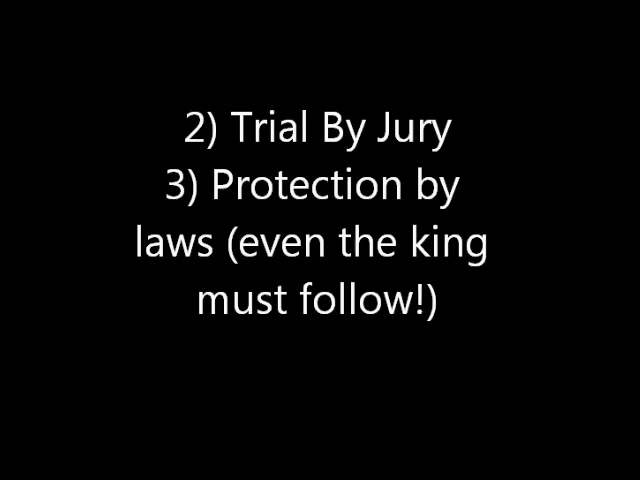 2) Trial By Jury
3) Protection by
laws (even the king
must follow!)